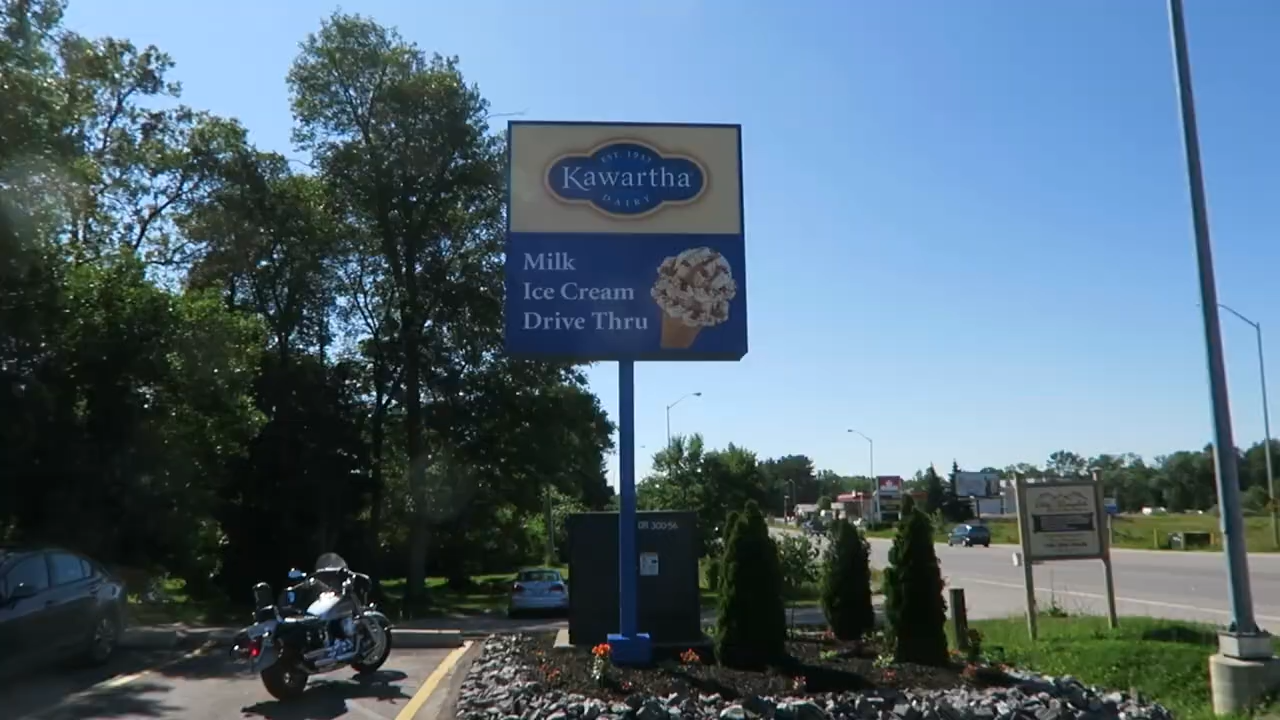 EST. 1937
Kawartha
DAIRY
Milk
Ice Cream
Drive Thru